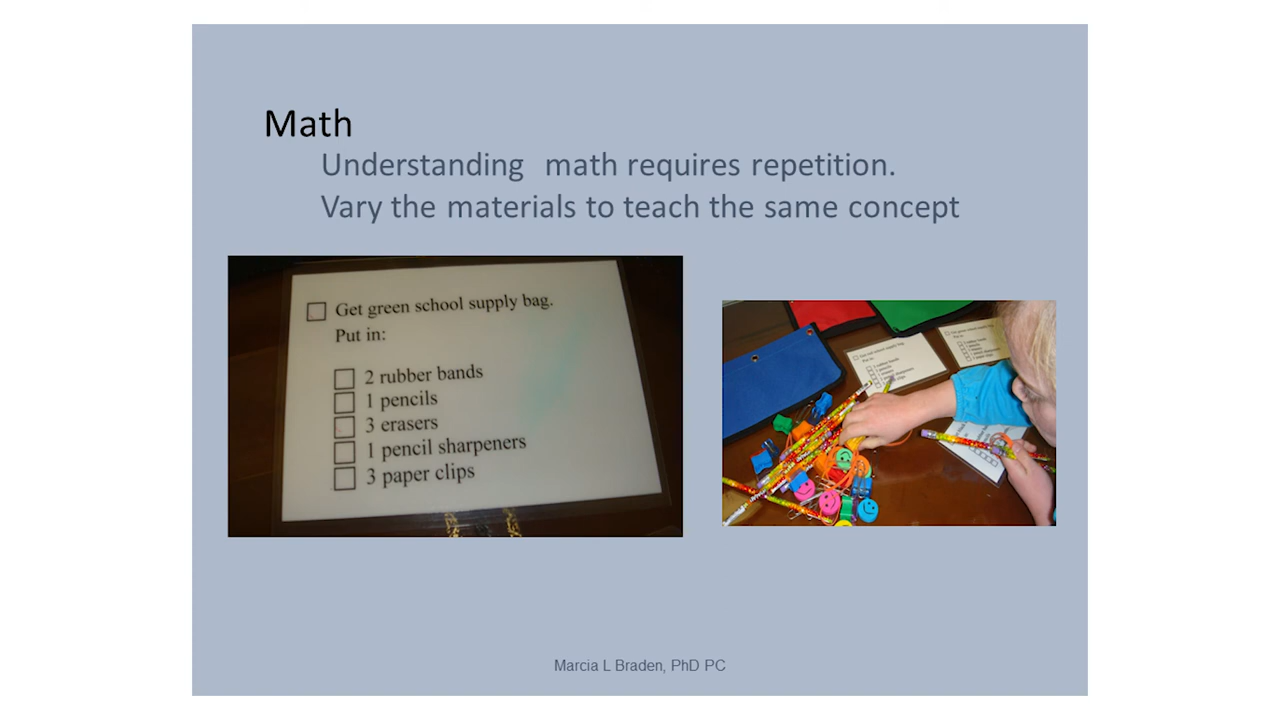 Math
Understanding math requires repetition.
Vary the materials to teach the same concept
Get green school supply bag.
Put in:
2 rubber bands
1 pencils
3 erasers
1 pencil sharpeners
3 paper clips
Marcia L Braden, PhD PC